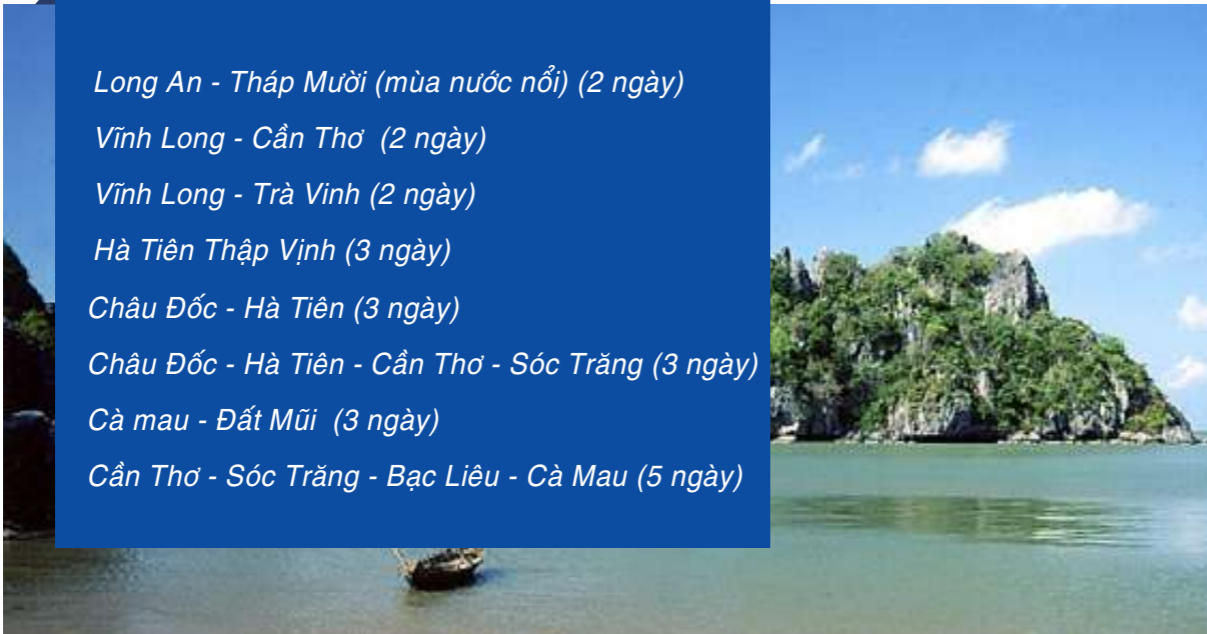 Long An - Tháp Mười (mùa nước nổi) (2 ngày)
Vĩnh Long - Cần Thơ (2 ngày)
Vĩnh Long - Trà Vinh (2 ngày)
Hà Tiên Thập Vịnh (3 ngày)
Châu Đốc - Hà Tiên (3 ngày)
Châu Đốc - Hà Tiên - Cần Thơ - Sóc Trăng (3 ngày)
Cà mau - Đất Mũi (3 ngày)
Cần Thơ - Sóc Trăng - Bạc Liêu - Cà Mau (5 ngày)